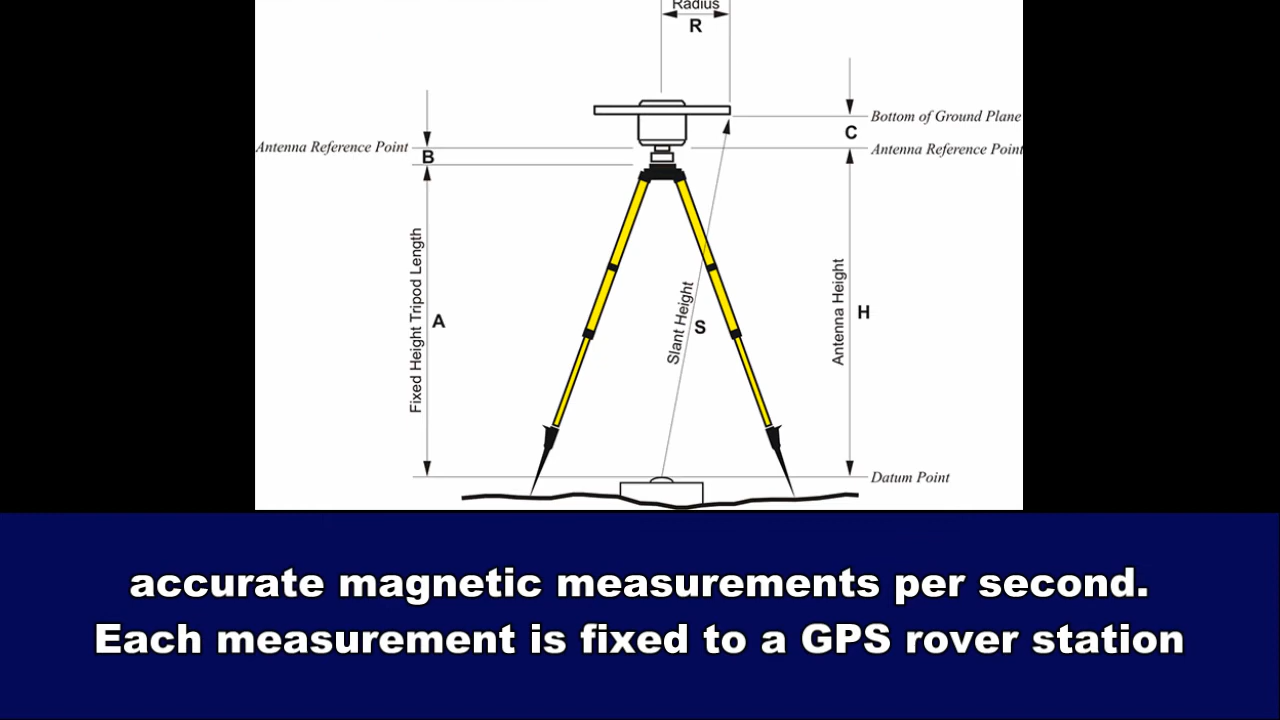 Radius
R
Bottom of Ground Plane
C
Antenna Reference Point
B
Antenna Reference Point
Fixed Height Tripod Length
A
Slant Height
S
Antenna Height
H
Datum Point
accurate magnetic measurements per second.
Each measurement is fixed to a GPS rover station